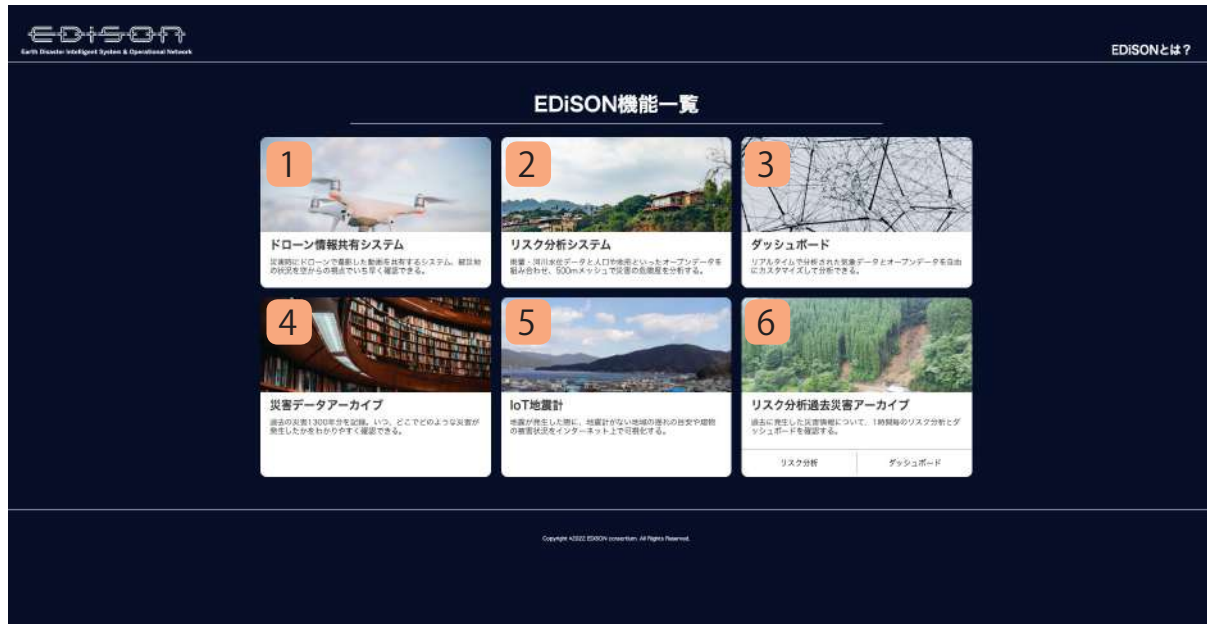 EDiSON
Earth Disaster Intelligent System & Operational Network
EDiSONとは？
EDiSON機能一覧
1
ドローン情報共有システム
災害時にドローンで撮影した動画を共有するシステム。被災地
の状況を空からの視点でいち早く確認できる。
2
リスク分析システム
雨量・河川水位データと人口や地形といったオープンデータを
組み合わせ、500mメッシュで災害の危険度を分析する。
3
ダッシュボード
リアルタイムで分析された気象データとオープンデータを自由
にカスタマイズして分析できる。
4
災害データアーカイブ
過去の災害1300年分を記録。いつ、どこでどのような災害が
発生したかをわかりやすく確認できる。
5
IoT地震計
地震が発生した際に、地震計がない地域の揺れの目安や建物
の被害状況をインターネット上で可視化する。
6
リスク分析過去災害アーカイブ
過去に発生した災害情報について、1時間毎のリスク分析とダ
ッシュボードを確認する。
リスク分析
ダッシュボード
Copyright ©2022 EDiSON consortium. All Rights Reserved.